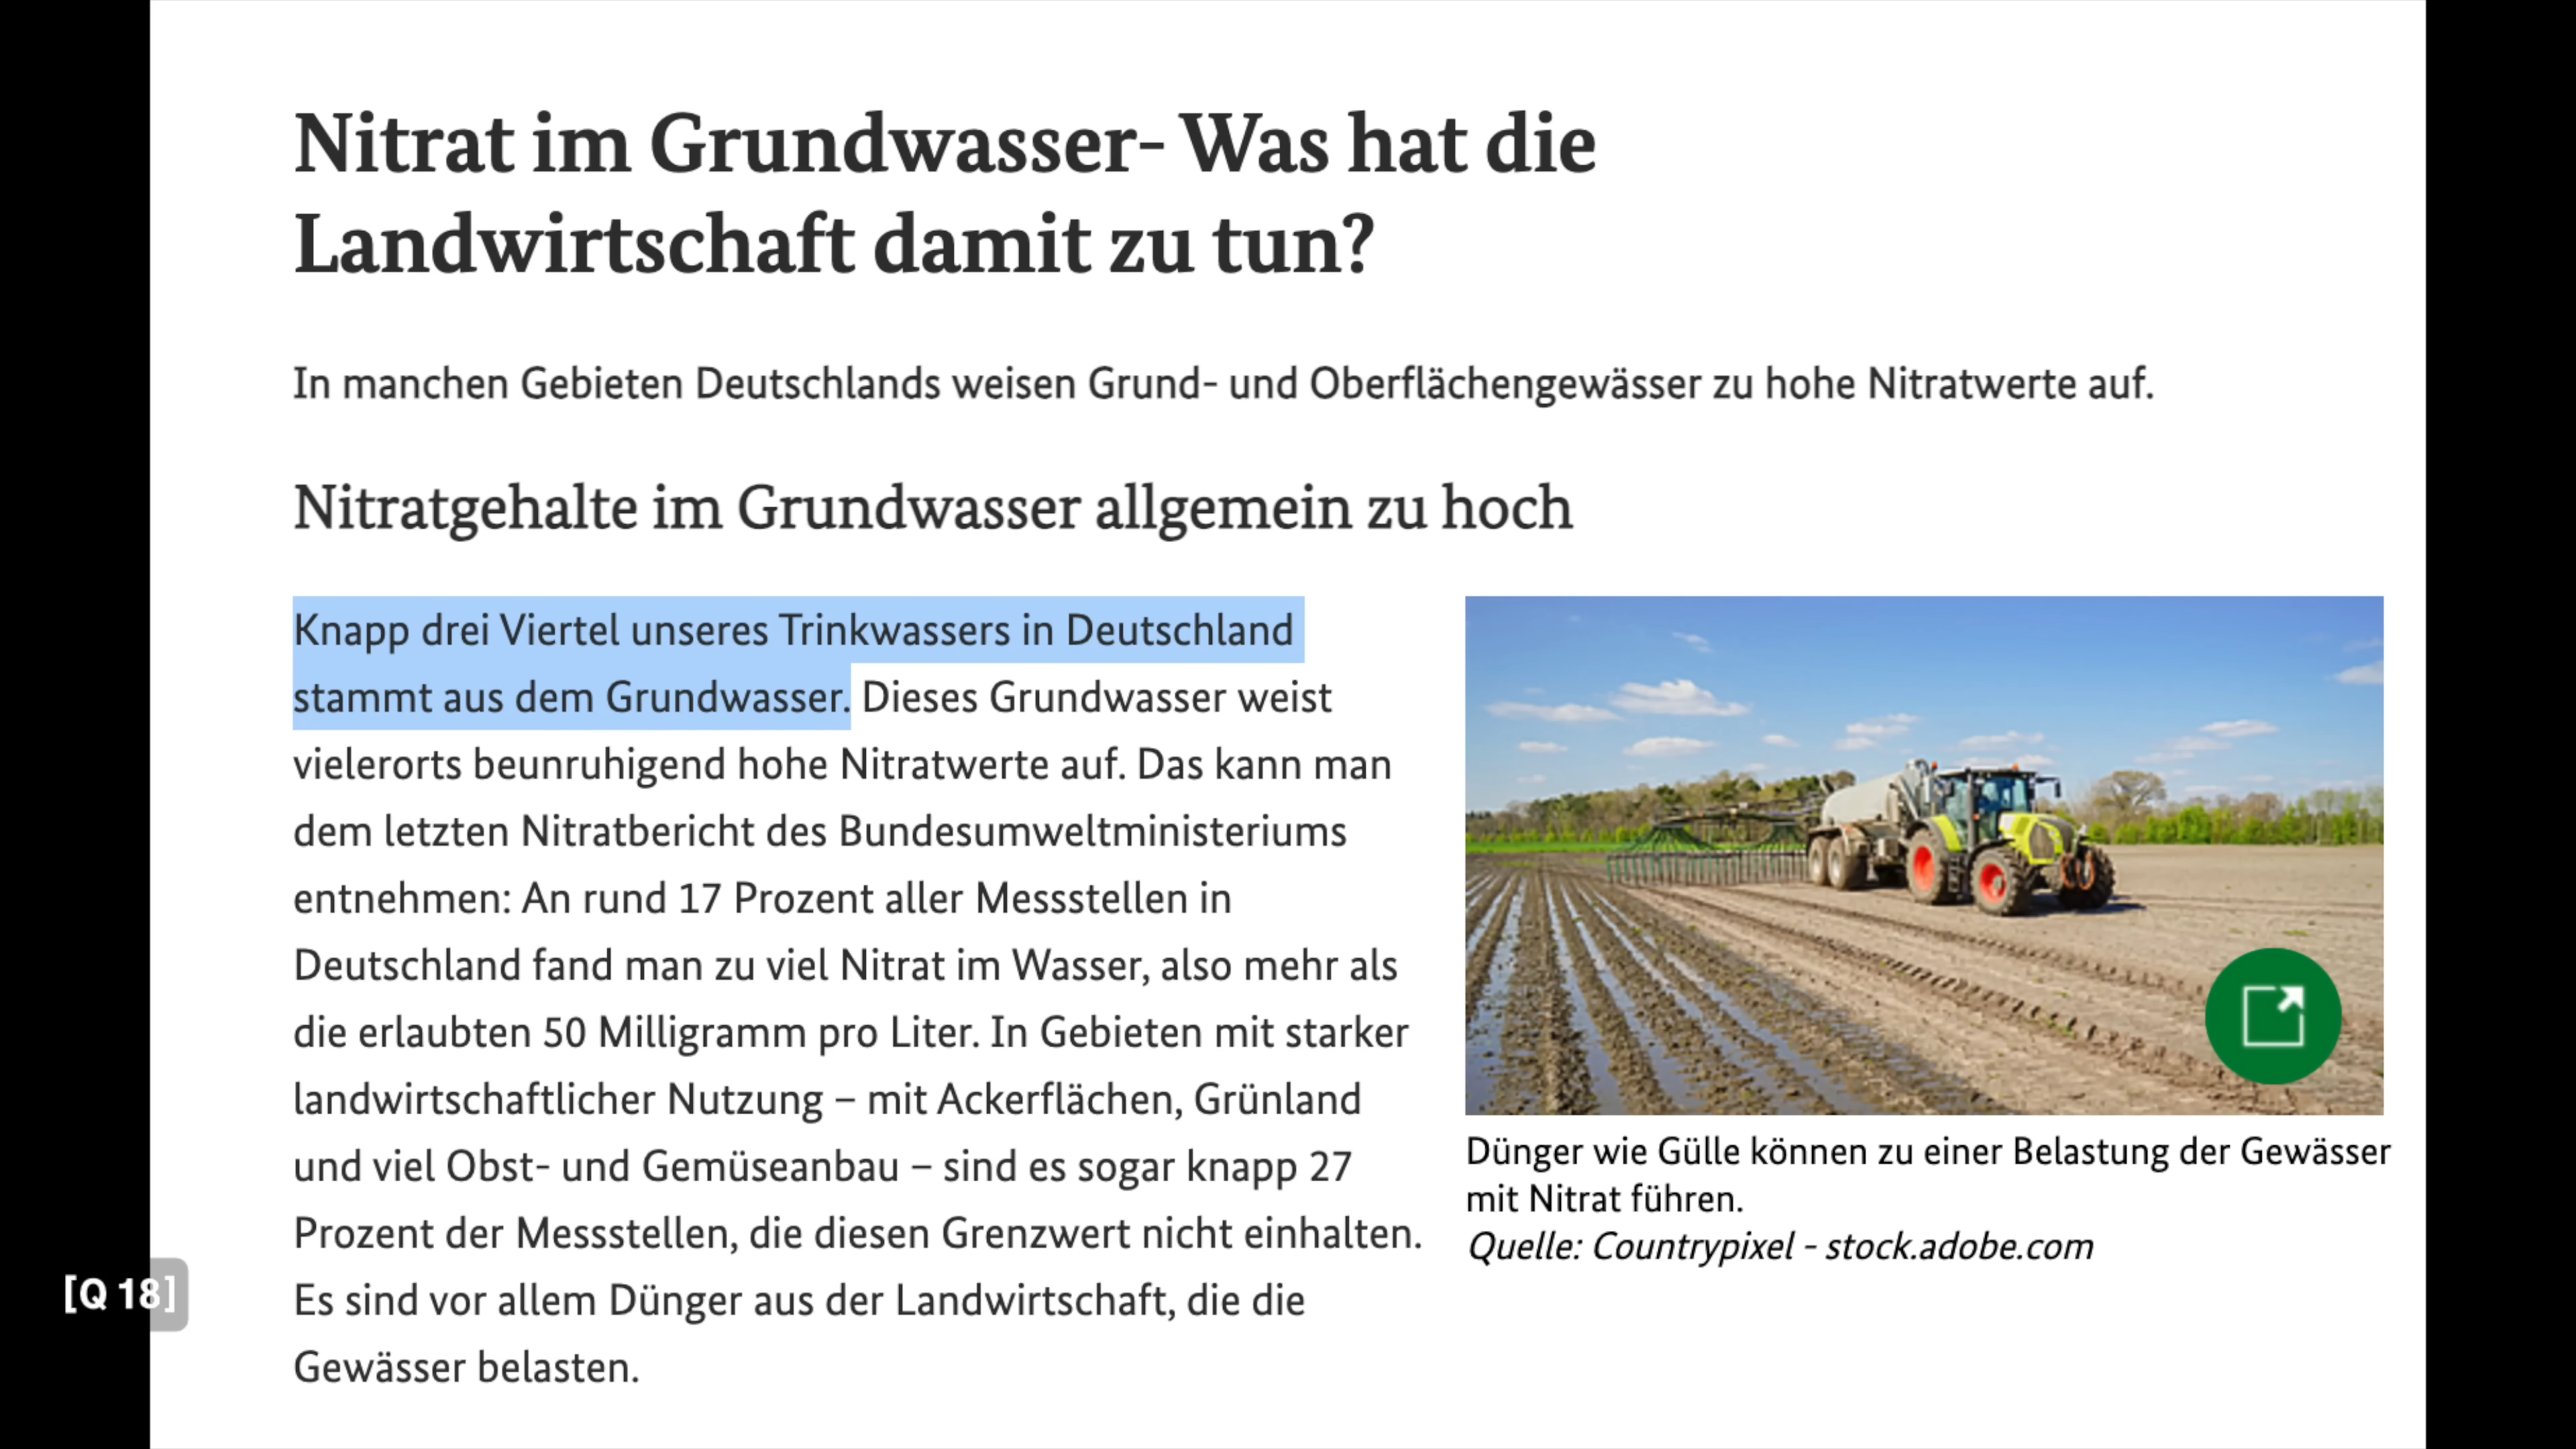 Nitrat im Grundwasser- Was hat die
Landwirtschaft damit zu tun?
In manchen Gebieten Deutschlands weisen Grund- und Oberflächengewässer zu hohe Nitratwerte auf.
Nitratgehalte im Grundwasser allgemein zu hoch
Knapp drei Viertel unseres Trinkwassers in Deutschland
stammt aus dem Grundwasser. Dieses Grundwasser weist
vielerorts beunruhigend hohe Nitratwerte auf. Das kann man
dem letzten Nitratbericht des Bundesumweltministeriums
entnehmen: An rund 17 Prozent aller Messstellen in
Deutschland fand man zu viel Nitrat im Wasser, also mehr als
die erlaubten 50 Milligramm pro Liter. In Gebieten mit starker
landwirtschaftlicher Nutzung – mit Ackerflächen, Grünland
und viel Obst- und Gemüseanbau – sind es sogar knapp 27
Prozent der Messstellen, die diesen Grenzwert nicht einhalten.
Es sind vor allem Dünger aus der Landwirtschaft, die die
Gewässer belasten.
Dünger wie Gülle können zu einer Belastung der Gewässer
mit Nitrat führen.
Quelle: Countrypixel - stock.adobe.com
[Q 18]